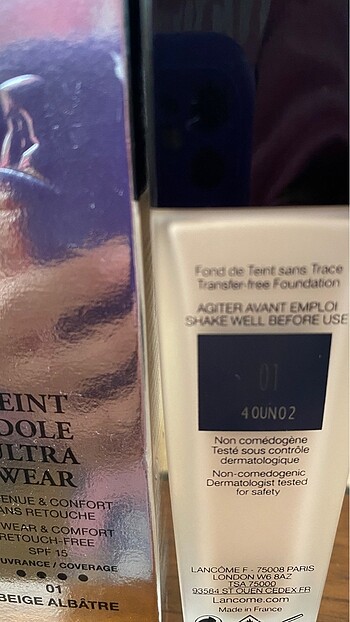 EINT
DOLE
ULTRA
WEAR
ENUE & CONFORT
ANS RETOUCHE
WEAR & COMFORT
RETOUCH-FREE
SPF 15
UVRANCE / COVERAGE
01
BEIGE ALBÂTRE
Fond de Teint sans Trace
Transfer-free Foundation
AGITER AVANT EMPLOI
SHAKE WELL BEFORE USE
01
40UN02
Non comédogène
Testé sous contrôle
dermatologique
Non-comedogenic
Dermatologist tested
for safety
LANCÔME F - 75008 PARIS
LONDON W6 8AZ
TSA 75000
93584 ST OUEN CEDEX FR
Lancome.com
Made in France